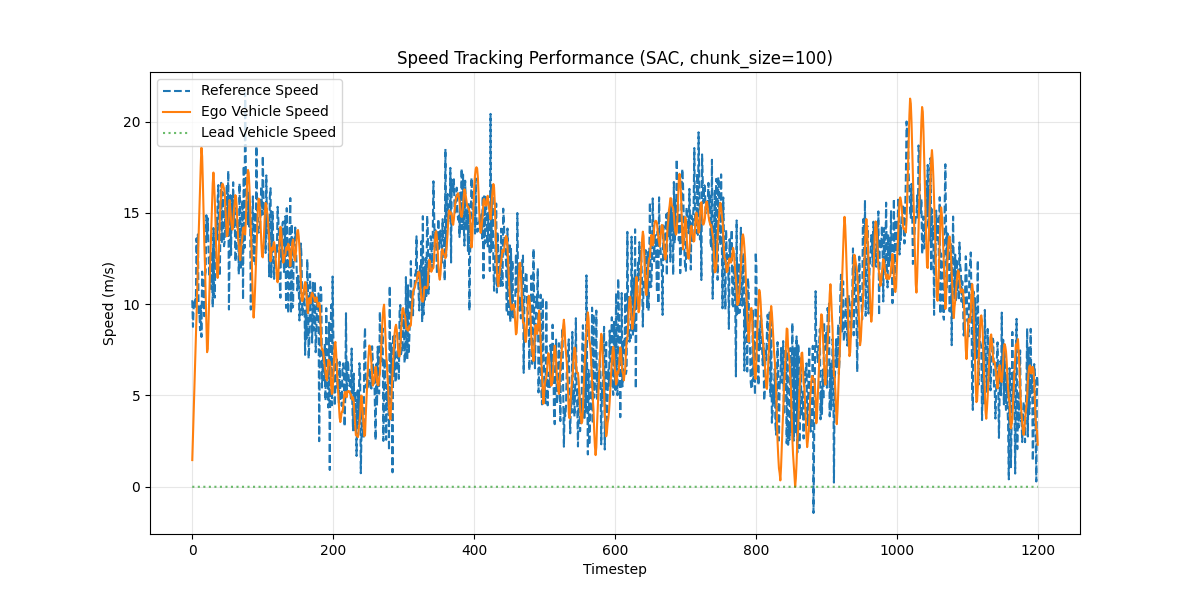 Speed Tracking Performance (SAC, chunk_size=100)
Reference Speed
Ego Vehicle Speed
Lead Vehicle Speed
Speed (m/s)
20
15
10
5
0
0 200 400 600 800 1000 1200
Timestep